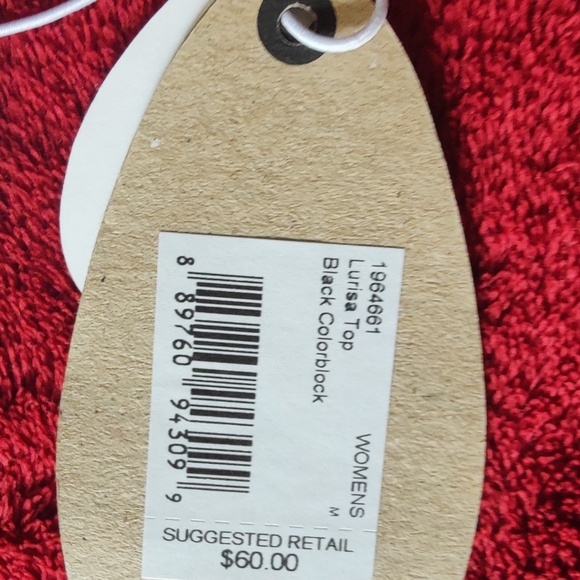 1964661
Lurisa Top
Black Colorblock
WOMENS
M
8 89760 94309 9
SUGGESTED RETAIL
$60.00